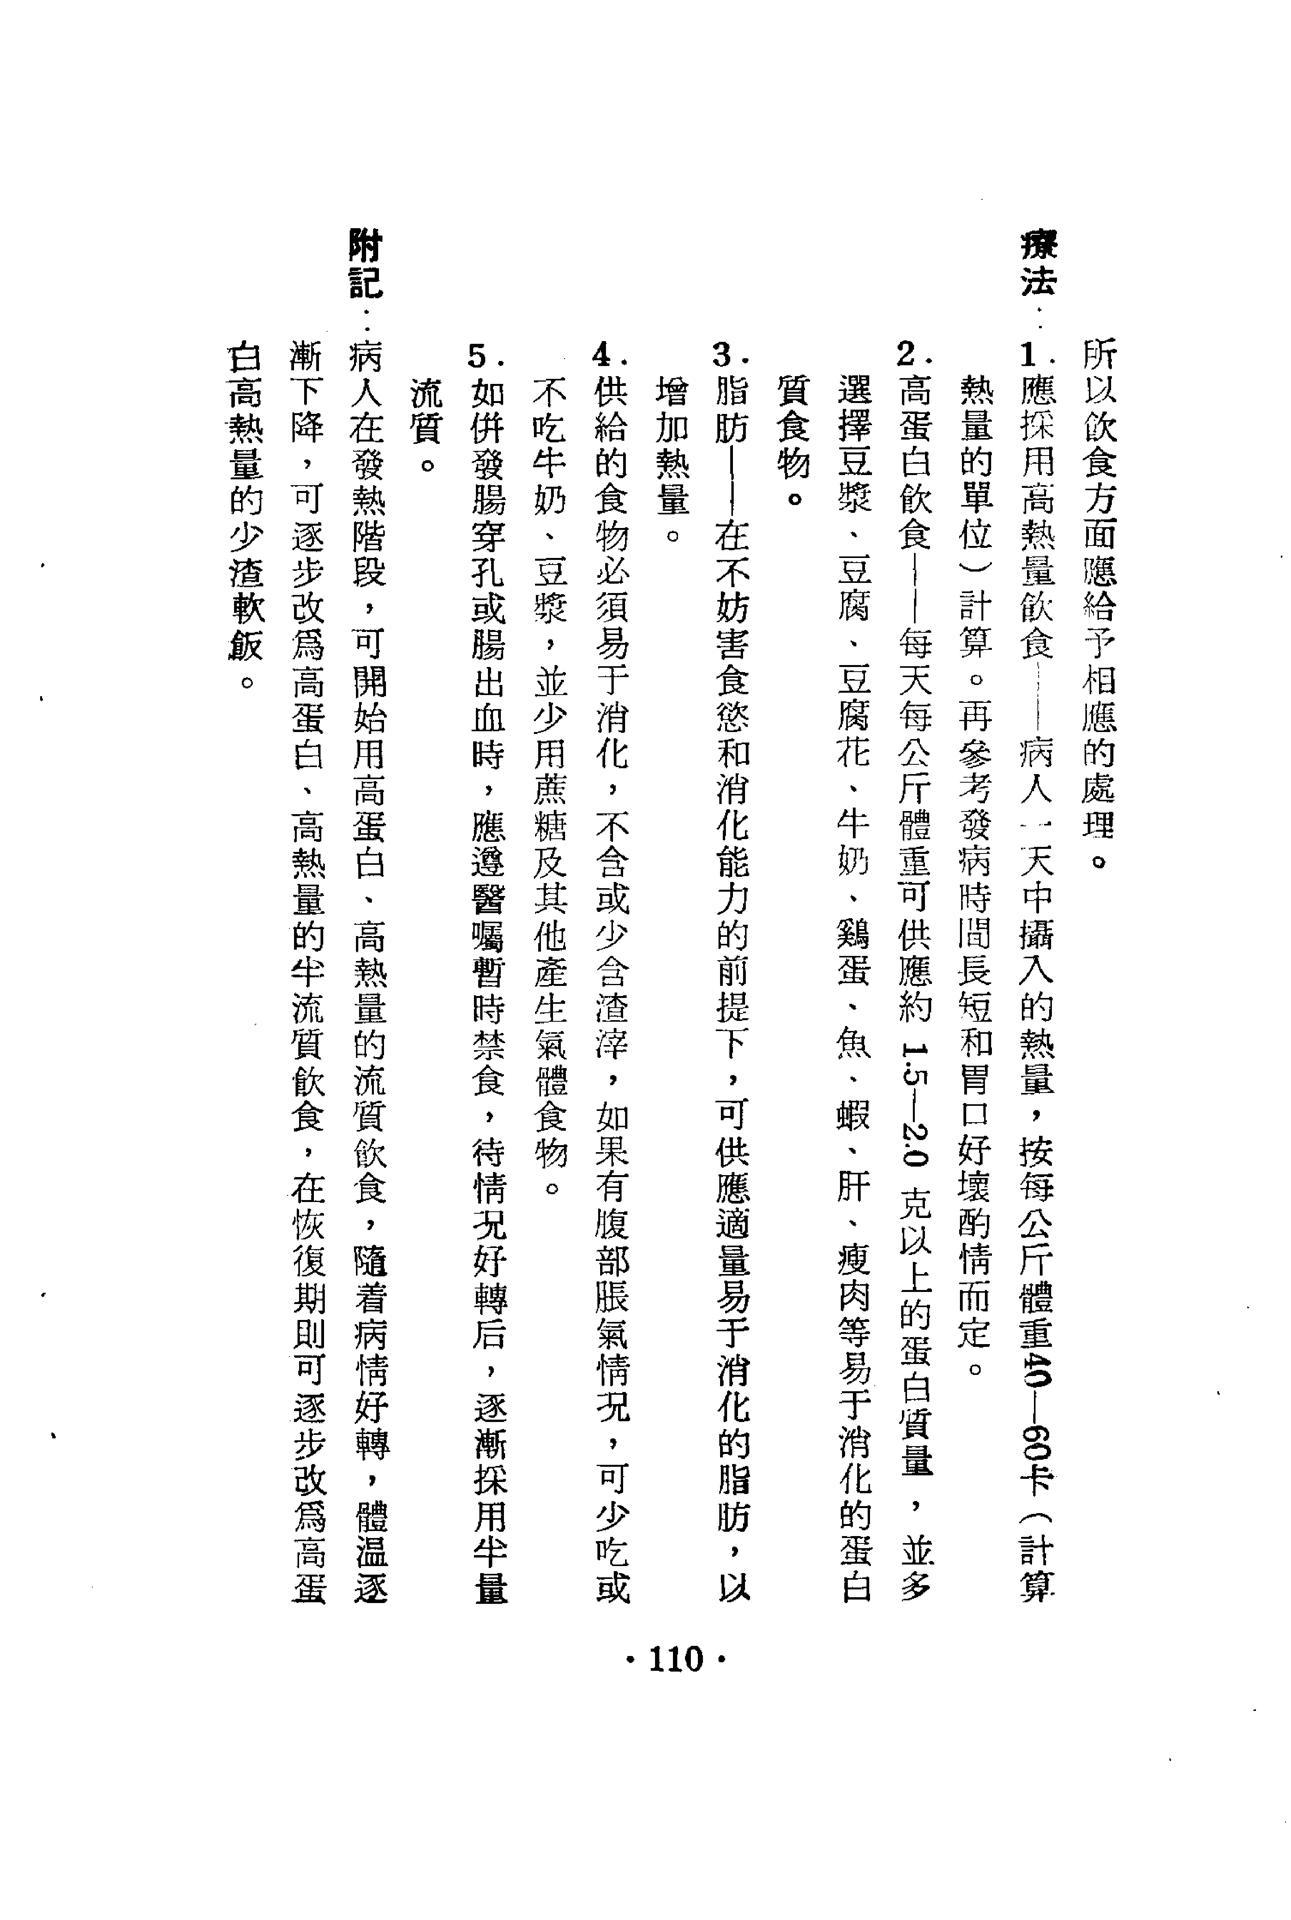 所以飲食方面應給予相應的處理。
療法：1.應採用高熱量飲食——病人一天中攝入的熱量，按每公斤體重40—60卡（計算
熱量的單位）計算。再參考發病時間長短和胃口好壞酌情而定。
2.高蛋白飲食——每天每公斤體重可供應約 1.5—2.0 克以上的蛋白質量，並多
選擇豆漿、豆腐、豆腐花、牛奶、鷄蛋、魚、蝦、肝、瘦肉等易于消化的蛋白
質食物。
3.脂肪——在不妨害食慾和消化能力的前提下，可供應適量易于消化的脂肪，以
增加熱量。
4.供給的食物必須易于消化，不含或少含渣滓，如果有腹部脹氣情況，可少吃或
不吃牛奶、豆漿，並少用蔗糖及其他產生氣體食物。
5.如併發腸穿孔或腸出血時，應遵醫囑暫時禁食，待情况好轉后，逐漸採用半量
流質。
附記：病人在發熱階段，可開始用高蛋白、高熱量的流質飲食，隨着病情好轉，體温逐
漸下降，可逐步改爲高蛋白、高熱量的半流質飲食，在恢復期則可逐步改爲高蛋
白高熱量的少渣軟飯。
·110·